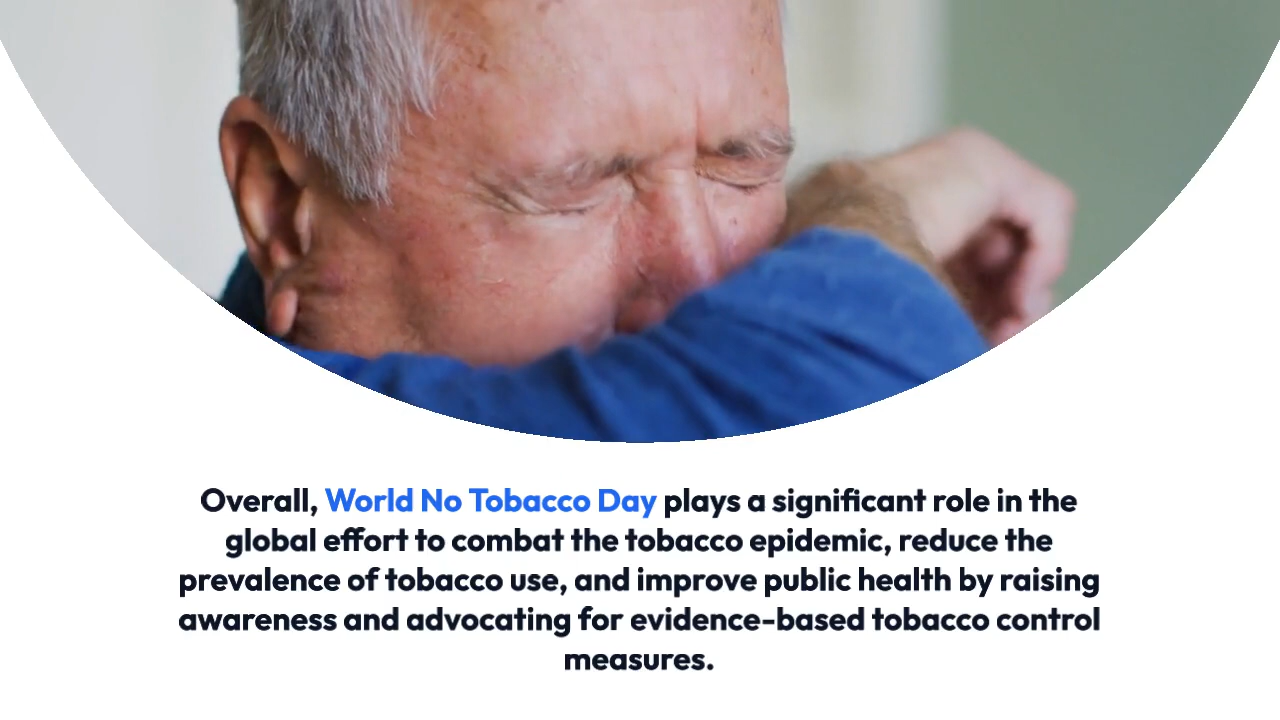 Overall, World No Tobacco Day plays a significant role in the
global effort to combat the tobacco epidemic, reduce the
prevalence of tobacco use, and improve public health by raising
awareness and advocating for evidence-based tobacco control
measures.